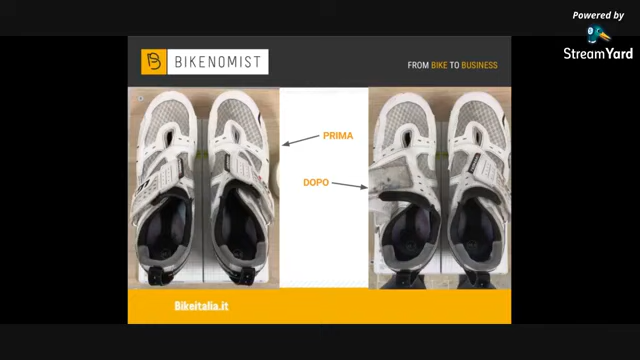 Powered by
StreamYard
BIKENOMIST
FROM BIKE TO BUSINESS
PRIMA
DOPO
Bikeitalia.it